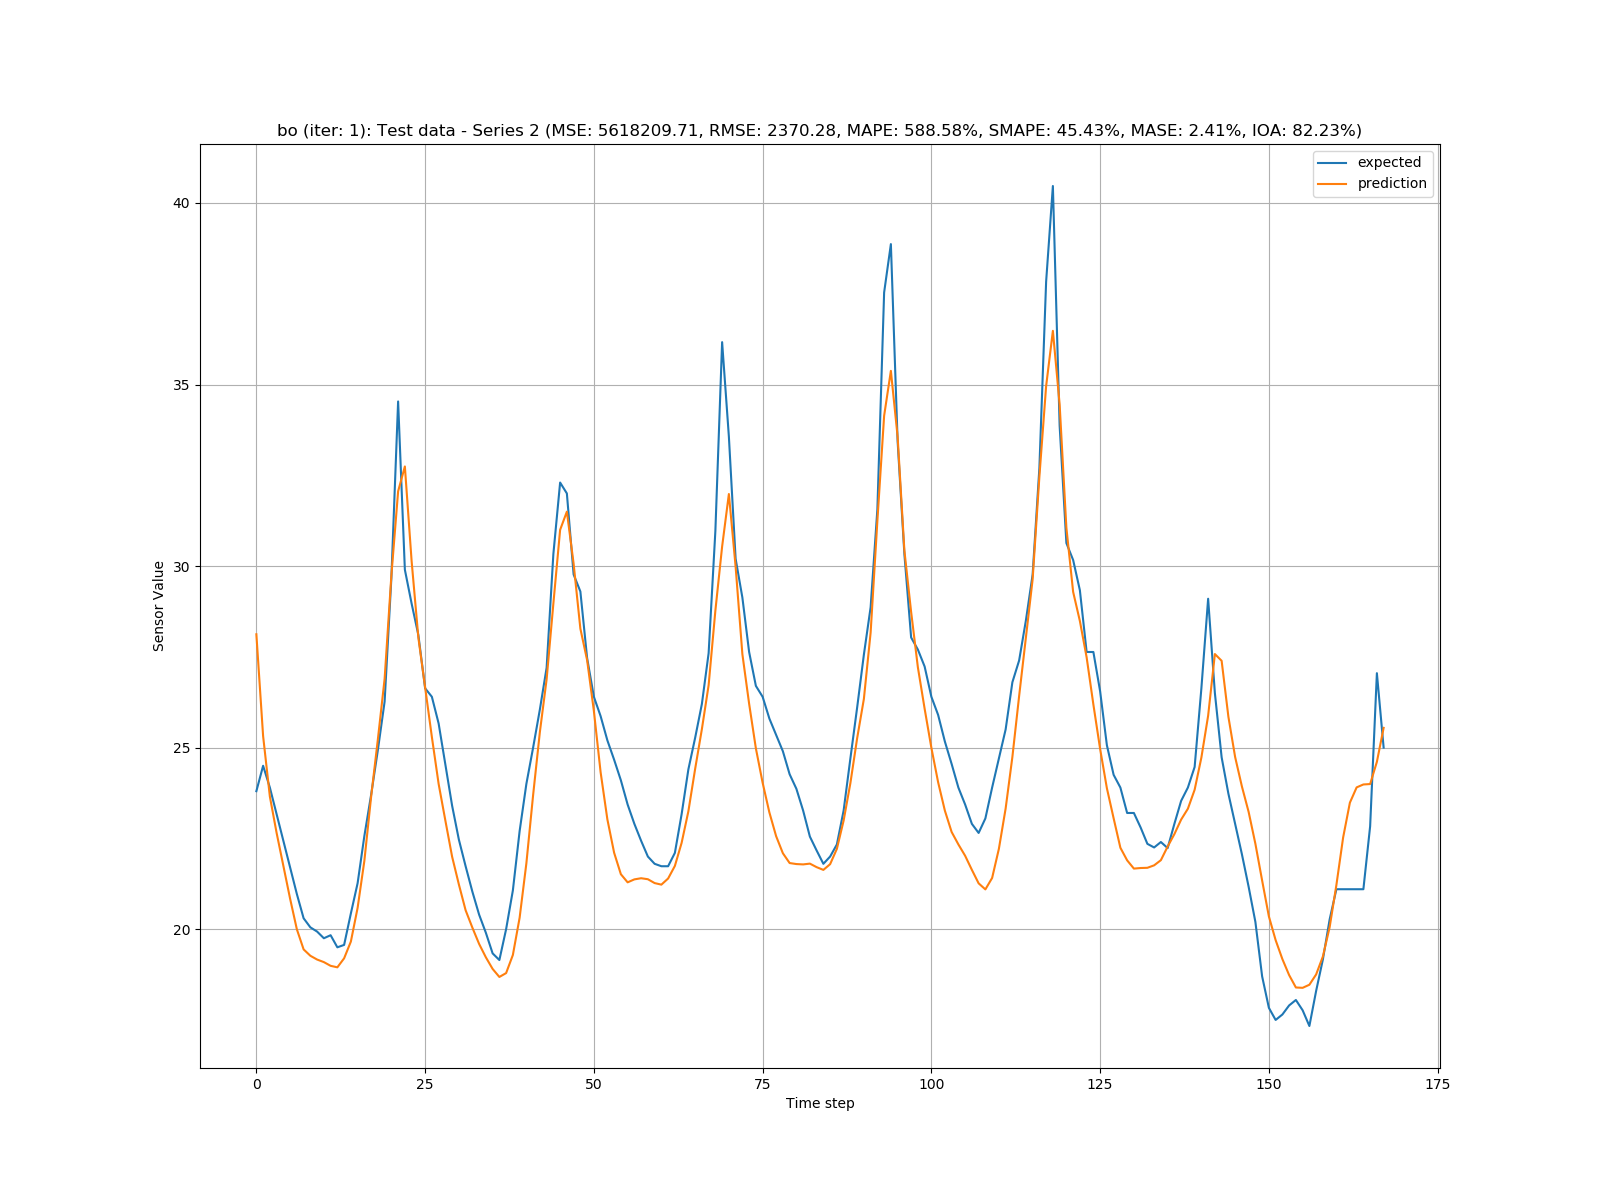 bo (iter: 1): Test data - Series 2 (MSE: 5618209.71, RMSE: 2370.28, MAPE: 588.58%, SMAPE: 45.43%, MASE: 2.41%, IOA: 82.23%)
expected
prediction
40
35
30
25
20
Sensor Value
0 25 50 75 100 125 150 175
Time step